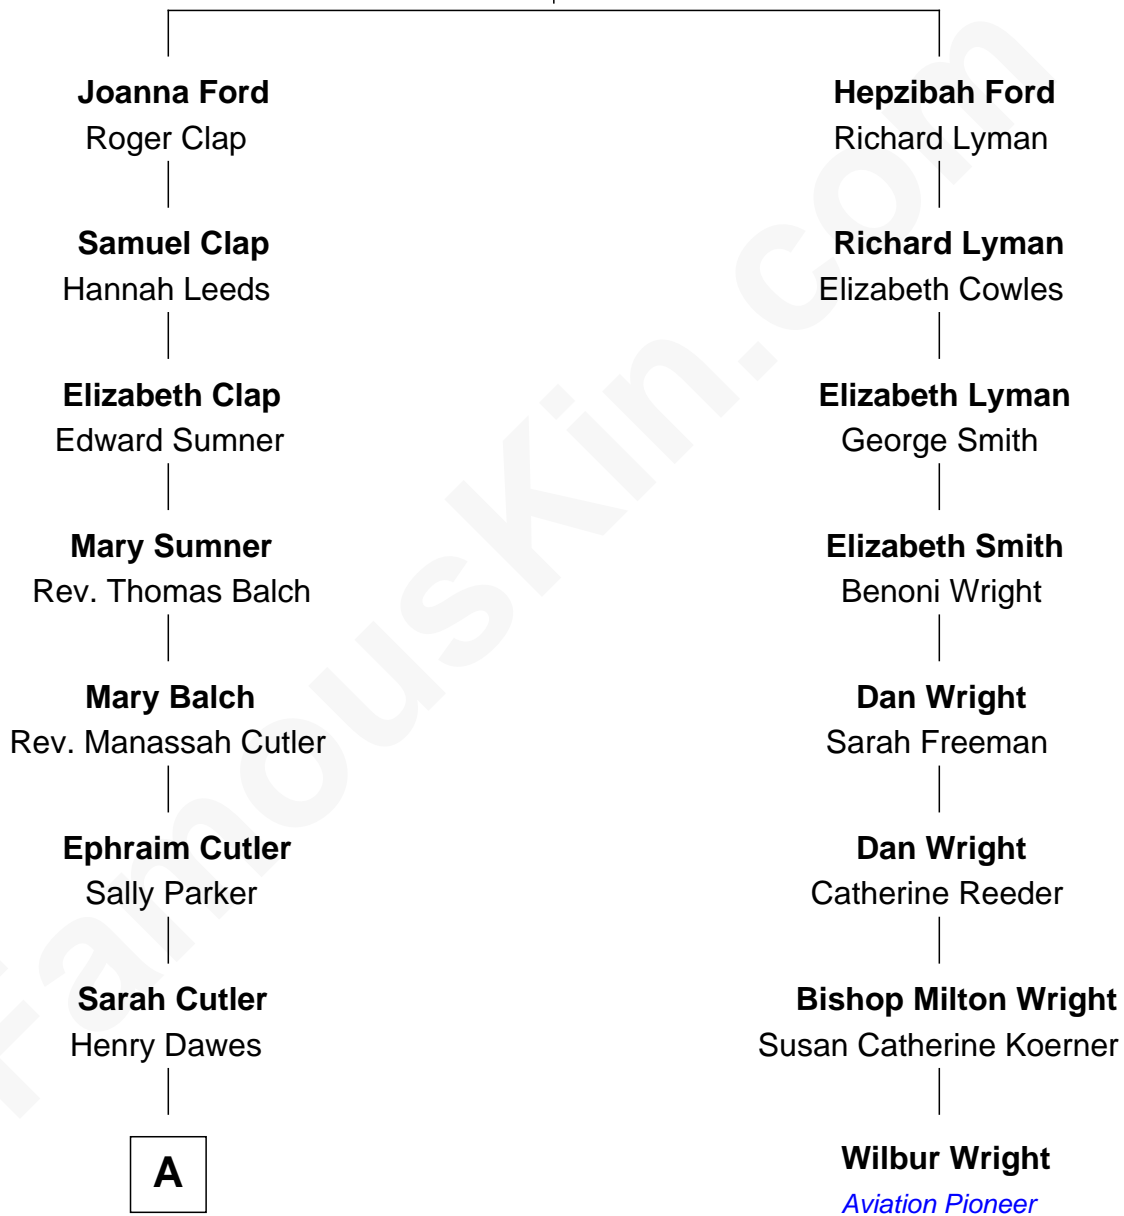 Joanna Ford
Roger Clap
Samuel Clap
Hannah Leeds
Elizabeth Clap
Edward Sumner
Mary Sumner
Rev. Thomas Balch
Mary Balch
Rev. Manassah Cutler
Ephraim Cutler
Sally Parker
Sarah Cutler
Henry Dawes
A
Hepzibah Ford
Richard Lyman
Richard Lyman
Elizabeth Cowles
Elizabeth Lyman
George Smith
Elizabeth Smith
Benoni Wright
Dan Wright
Sarah Freeman
Dan Wright
Catherine Reeder
Bishop Milton Wright
Susan Catherine Koerner
Wilbur Wright
Aviation Pioneer
FamousKin.com